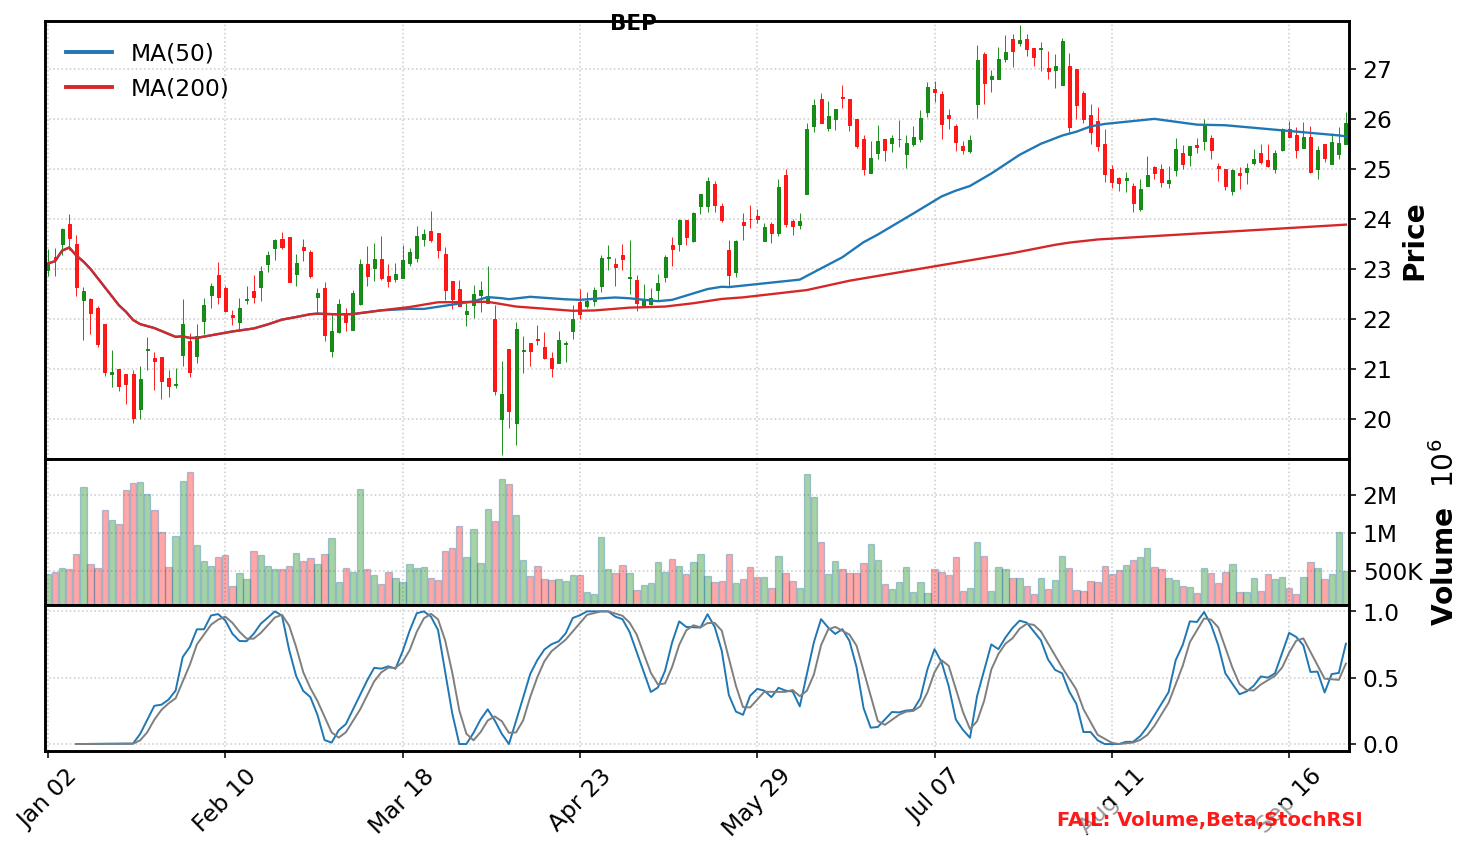 BEP
MA(50)
MA(200)
27
26
25
24
23
22
21
20
Price
2M
1M
500K
Volume 10^6
1.0
0.5
0.0
Jan 02
Feb 10
Mar 18
Apr 23
May 29
Jul 07
Aug 11
Sep 16
FAIL: Volume,Beta,StochRSI